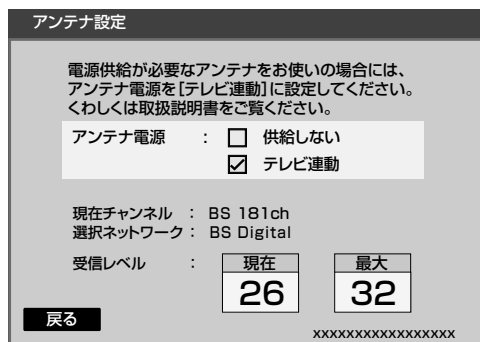 アンテナ設定
電源供給が必要なアンテナをお使いの場合には、
アンテナ電源を[テレビ連動]に設定してください。
くわしくは取扱説明書をご覧ください。
アンテナ電源 : 供給しない
テレビ連動
現在チャンネル : BS 181ch
選択ネットワーク : BS Digital
受信レベル : 現在 最大
26 32
戻る
xxxxxxxxxxxxxxxxx